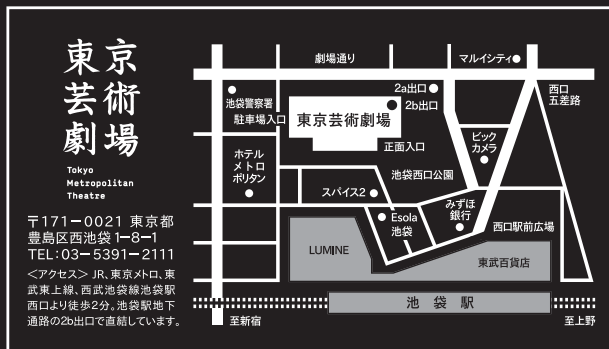 東京
芸術
劇場
Tokyo
Metropolitan
Theatre
〒171-0021 東京都
豊島区西池袋1-8-1
TEL:03-5391-2111
<アクセス> JR、東京メトロ、東
武東上線、西武池袋線池袋駅
西口より徒歩2分。池袋駅地下
通路の2b出口で直結しています。
劇場通り
マルイシティ
西口
五差路
2a出口
2b出口
池袋警察署
駐車場入口
東京芸術劇場
正面入口
ビック
カメラ
ホテル
メトロ
ポリタン
池袋西口公園
スパイス2
Esola
池袋
みずほ
銀行
西口駅前広場
LUMINE
東武百貨店
池袋駅
至新宿
至上野